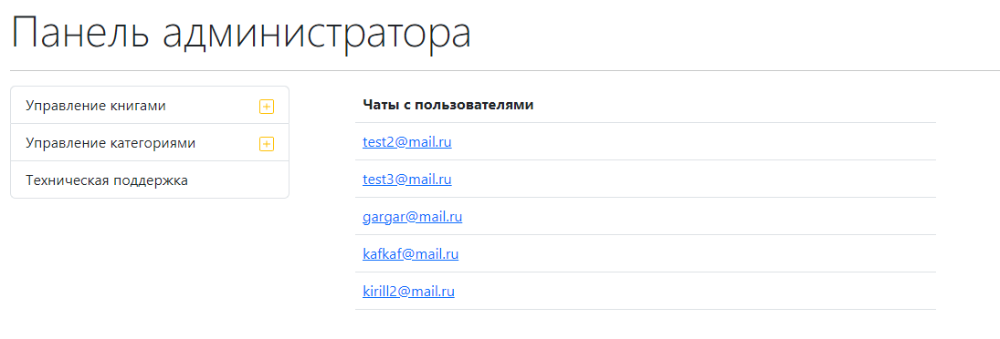 Панель администратора
Управление книгами
Управление категориями
Техническая поддержка
Чаты с пользователями
test2@mail.ru
test3@mail.ru
gargar@mail.ru
kafkaf@mail.ru
kirill2@mail.ru